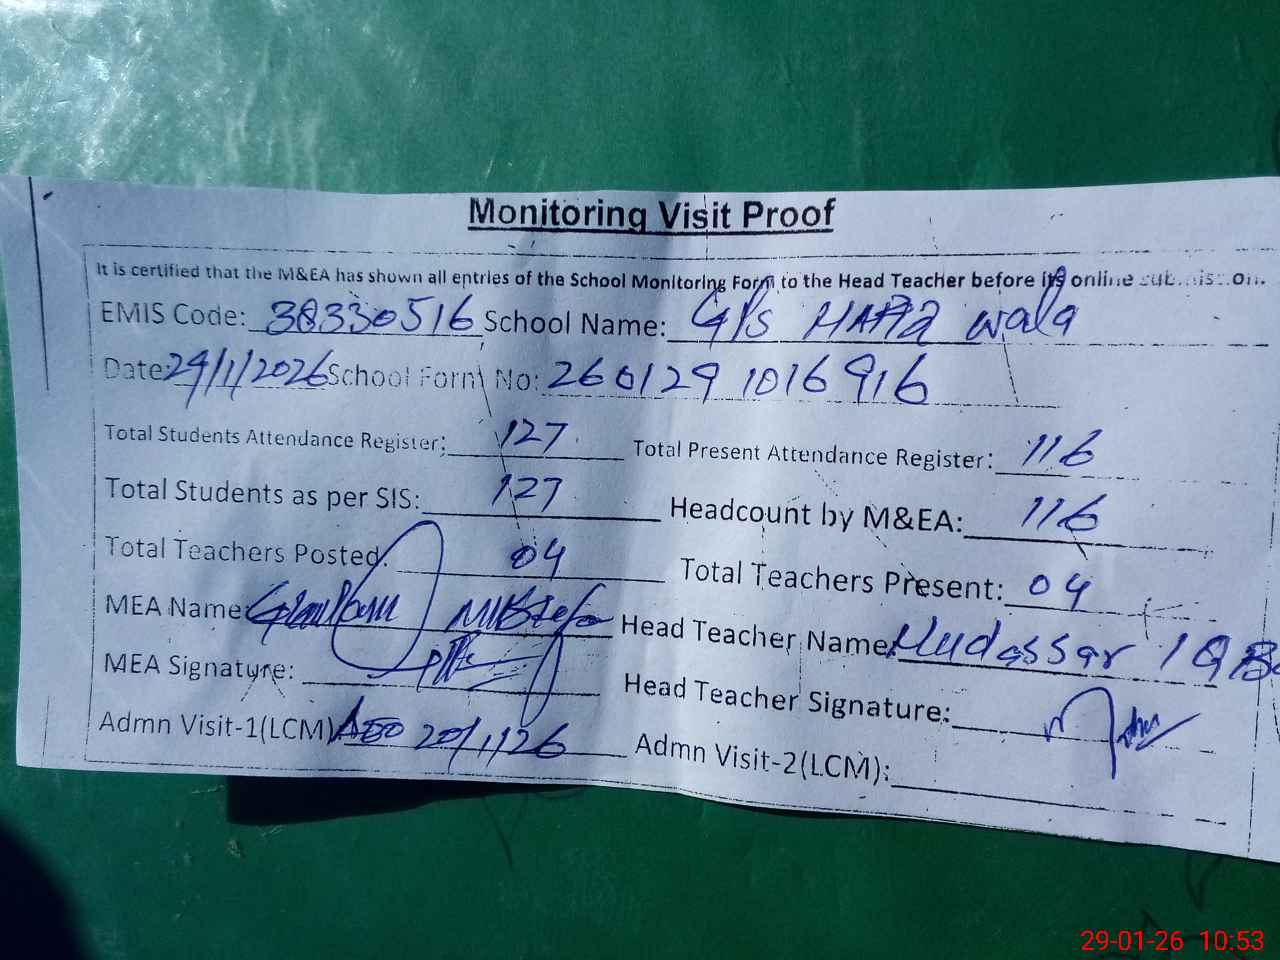 Monitoring Visit Proof
It is certified that the M&EA has shown all entries of the School Monitoring Form to the Head Teacher before its online submission.
EMIS Code: 38330516 School Name: G/s HAtta wala
Date: 29/1/2026 School Form No: 260129 1016916
Total Students Attendance Register: 127 Total Present Attendance Register: 116
Total Students as per SIS: 127 Headcount by M&EA: 116
Total Teachers Posted: 04 Total Teachers Present: 04
MEA Name: Mustafa Head Teacher Name: Mudassar IQB
MEA Signature: Head Teacher Signature:
Admn Visit-1(LCM): AEO 20/1/26 Admn Visit-2(LCM):
29-01-26 10:53